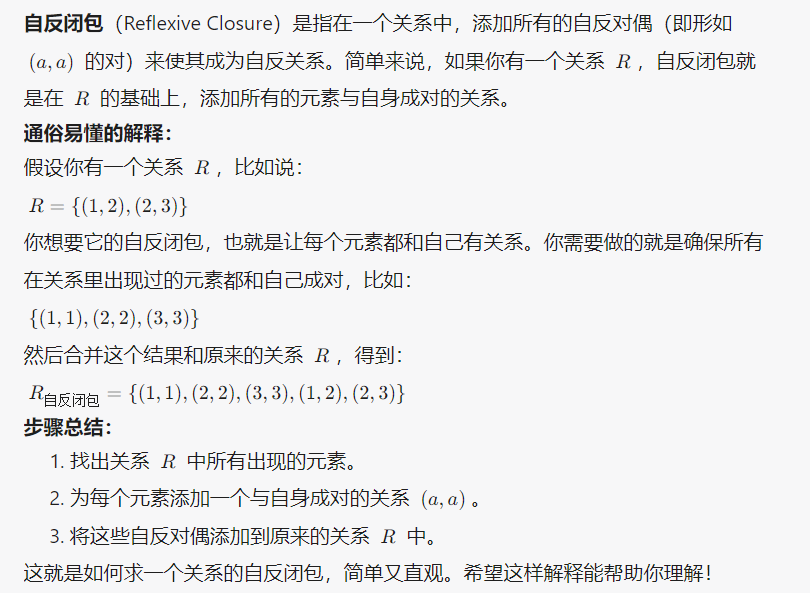 自反闭包（Reflexive Closure）是指在一个关系中，添加所有的自反对偶（即形如
(a, a) 的对）来使其成为自反关系。简单来说，如果你有一个关系 R ，自反闭包就
是在 R 的基础上，添加所有的元素与自身成对的关系。
通俗易懂的解释：
假设你有一个关系 R ，比如说：
R = {(1, 2), (2, 3)}
你想要它的自反闭包，也就是让每个元素都和自己有关系。你需要做的就是确保所有
在关系里出现过的元素都和自己成对，比如：
{(1, 1), (2, 2), (3, 3)}
然后合并这个结果和原来的关系 R ，得到：
R自反闭包 = {(1, 1), (2, 2), (3, 3), (1, 2), (2, 3)}
步骤总结：
1. 找出关系 R 中所有出现的元素。
2. 为每个元素添加一个与自身成对的关系 (a, a) 。
3. 将这些自反对偶添加到原来的关系 R 中。
这就是如何求一个关系的自反闭包，简单又直观。希望这样解释能帮助你理解！